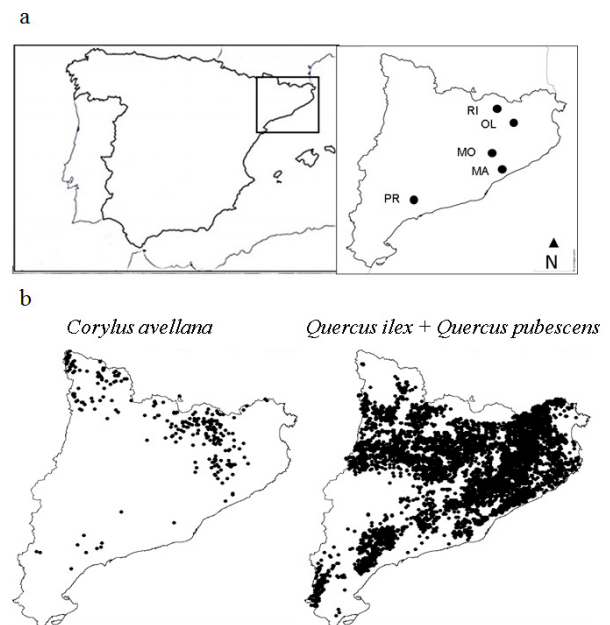 a
RI
OL
MO
MA
PR
N
b
Corylus avellana
Quercus ilex + Quercus pubescens